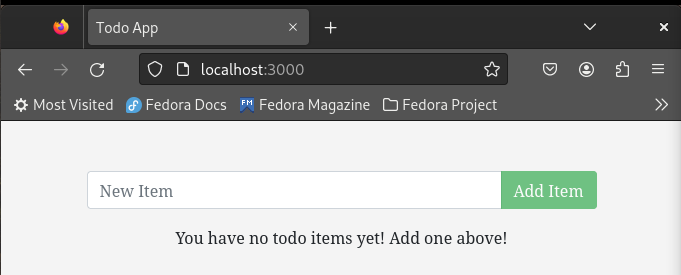 Todo App
localhost:3000
Most Visited Fedora Docs FM Fedora Magazine Fedora Project
New Item Add Item
You have no todo items yet! Add one above!